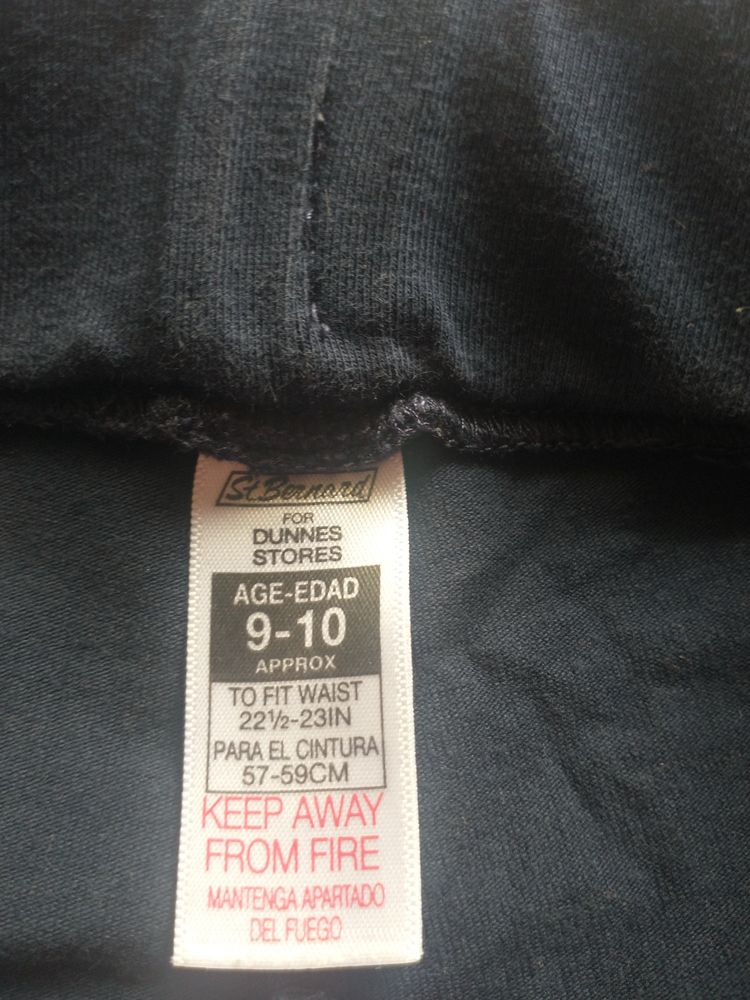 St.Bernard
FOR
DUNNES
STORES
AGE-EDAD
9-10
APPROX
TO FIT WAIST
22½-23IN
PARA EL CINTURA
57-59CM
KEEP AWAY
FROM FIRE
MANTENGA APARTADO
DEL FUEGO